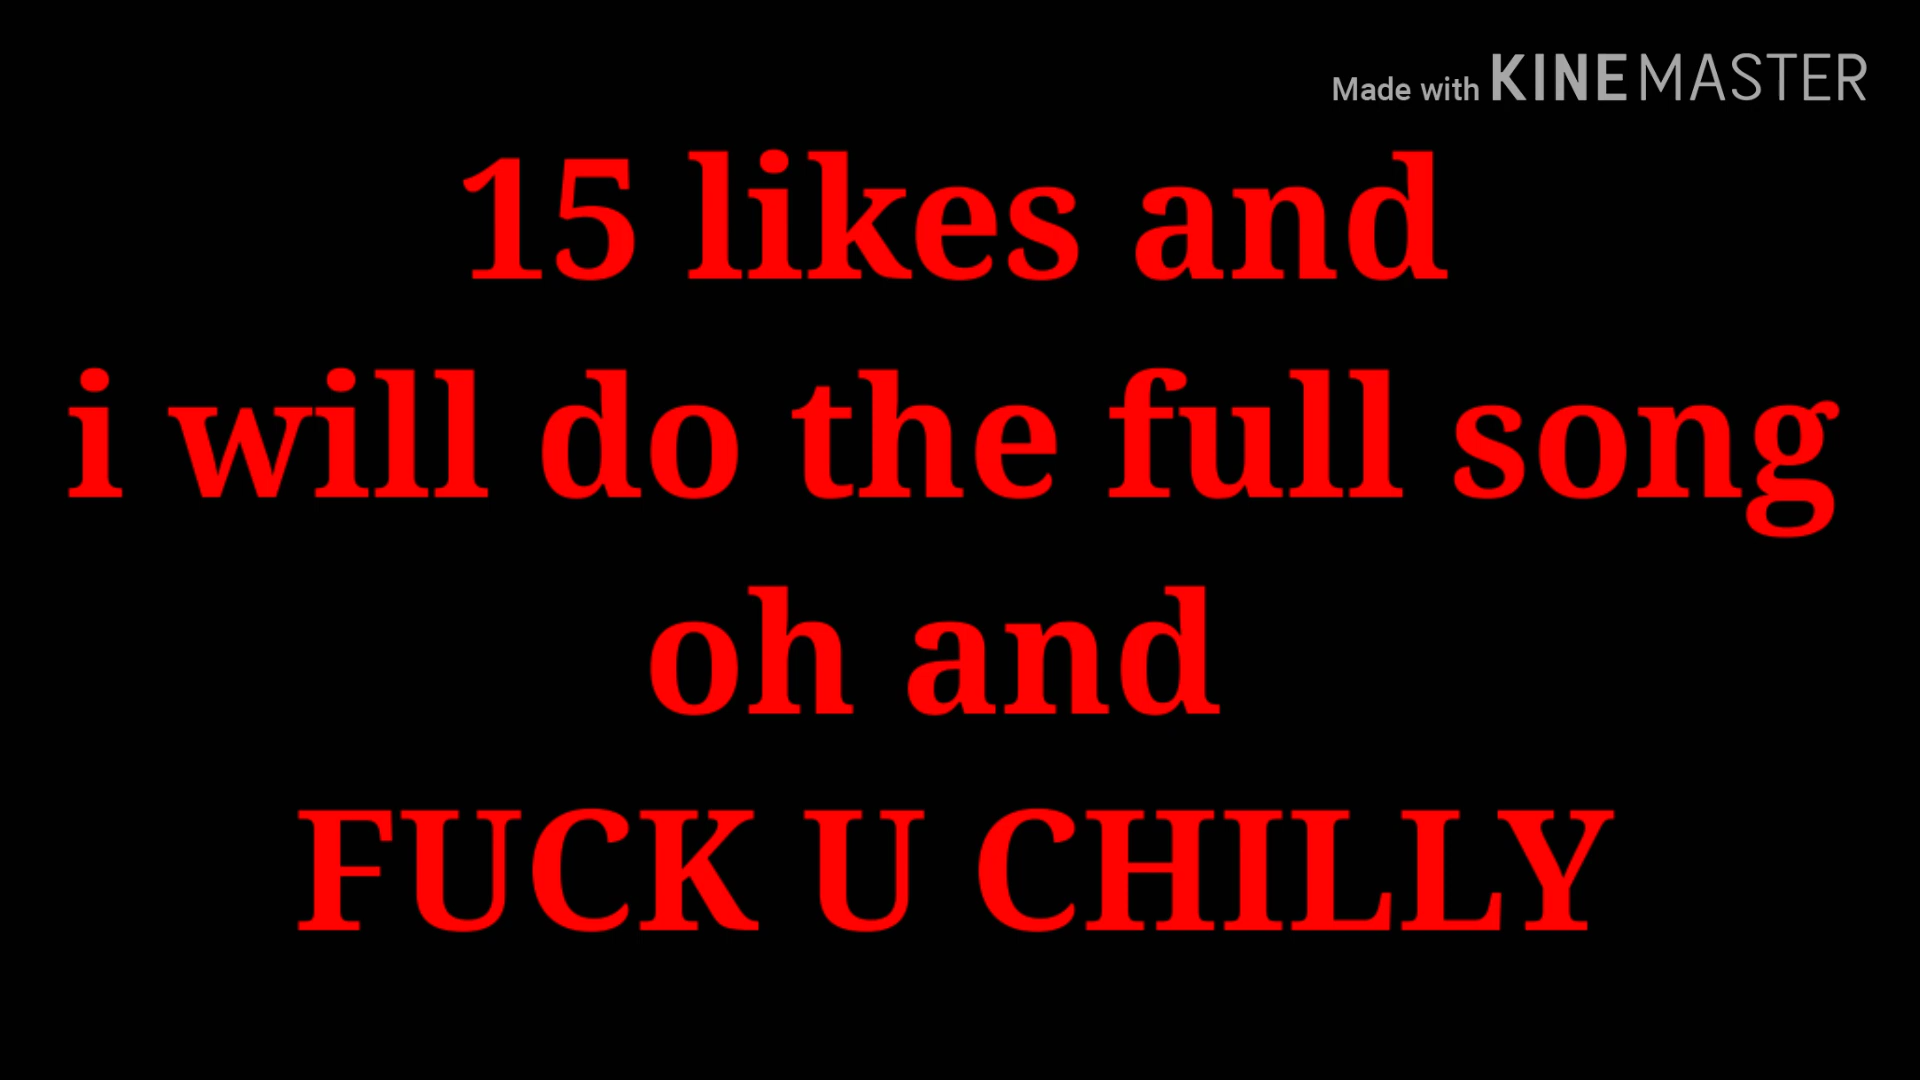 Made with KINEMASTER
15 likes and
i will do the full song
oh and
FUCK U CHILLY